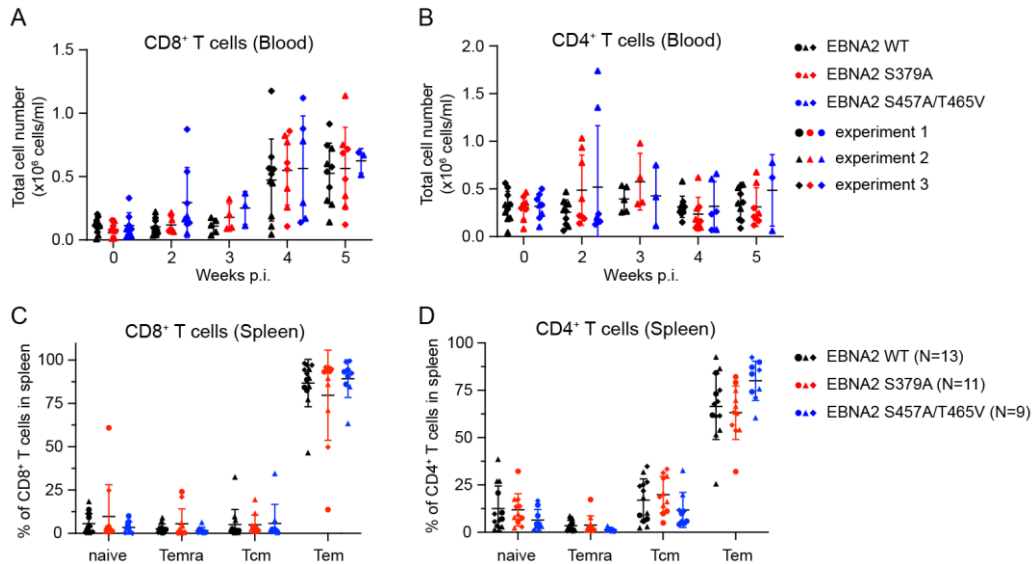 A
CD8⁺ T cells (Blood)
Total cell number
(x10⁶ cells/ml)
1.5
1.0
0.5
0.0
0 2 3 4 5
Weeks p.i.
B
CD4⁺ T cells (Blood)
Total cell number
(x10⁶ cells/ml)
2.0
1.5
1.0
0.5
0.0
0 2 3 4 5
Weeks p.i.
EBNA2 WT
EBNA2 S379A
EBNA2 S457A/T465V
experiment 1
experiment 2
experiment 3
C
CD8⁺ T cells (Spleen)
% of CD8⁺ T cells in spleen
100
75
50
25
0
naive Temra Tcm Tem
D
CD4⁺ T cells (Spleen)
% of CD4⁺ T cells in spleen
100
75
50
25
0
naive Temra Tcm Tem
EBNA2 WT (N=13)
EBNA2 S379A (N=11)
EBNA2 S457A/T465V (N=9)